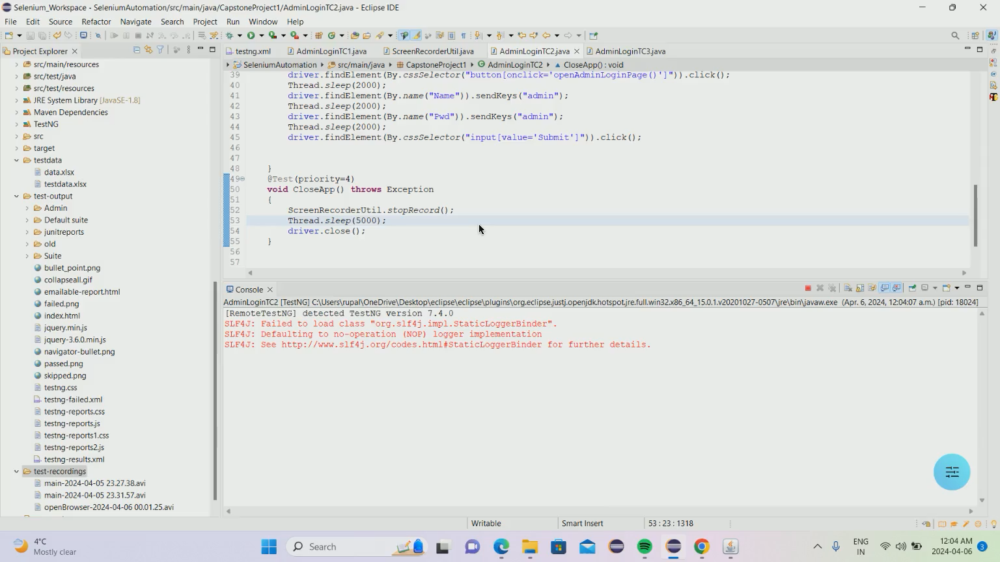 Selenium_Workspace - SeleniumAutomation/src/main/java/CapstoneProject1/AdminLoginTC2.java - Eclipse IDE
File Edit Source Refactor Navigate Search Project Run Window Help
Project Explorer
testng.xml AdminLoginTC1.java ScreenRecorderUtil.java AdminLoginTC2.java AdminLoginTC3.java
SeleniumAutomation src/main/java CapstoneProject1 AdminLoginTC2 CloseApp() : void
src/main/resources
src/test/java
src/test/resources
JRE System Library [JavaSE-1.8]
Maven Dependencies
TestNG
src
target
testdata
data.xlsx
testdata.xlsx
test-output
Admin
Default suite
junitreports
old
Suite
bullet_point.png
collapseall.gif
emailable-report.html
failed.png
index.html
jquery.min.js
jquery-3.6.0.min.js
navigator-bullet.png
passed.png
skipped.png
testng.css
testng-failed.xml
testng-reports.css
testng-reports.js
testng-reports1.css
testng-reports2.js
testng-results.xml
test-recordings
main-2024-04-05 23.27.38.avi
main-2024-04-05 23.31.57.avi
openBrowser-2024-04-06 00.01.25.avi
39 driver.findElement(By.cssSelector("button[onclick='openAdminLoginPage()']")).click();
40 Thread.sleep(2000);
41 driver.findElement(By.name("Name")).sendKeys("admin");
42 Thread.sleep(2000);
43 driver.findElement(By.name("Pwd")).sendKeys("admin");
44 Thread.sleep(2000);
45 driver.findElement(By.cssSelector("input[value='Submit']")).click();
46
47
48 }
49 @Test(priority=4)
50 void CloseApp() throws Exception
51 {
52 ScreenRecorderUtil.stopRecord();
53 Thread.sleep(5000);
54 driver.close();
55 }
56
57
Console
AdminLoginTC2 [TestNG] C:\Users\rupal\OneDrive\Desktop\eclipse\eclipse\plugins\org.eclipse.justj.openjdk.hotspot.jre.full.win32.x86_64_15.0.1.v20201027-0507\jre\bin\javaw.exe (Apr. 6, 2024, 12:04:07 a.m.) [pid: 18024]
[RemoteTestNG] detected TestNG version 7.4.0
SLF4J: Failed to load class "org.slf4j.impl.StaticLoggerBinder".
SLF4J: Defaulting to no-operation (NOP) logger implementation
SLF4J: See http://www.slf4j.org/codes.html#StaticLoggerBinder for further details.
Writable Smart Insert 53 : 23 : 1318
4°C
Mostly clear
Search
ENG
IN
12:04 AM
2024-04-06
3